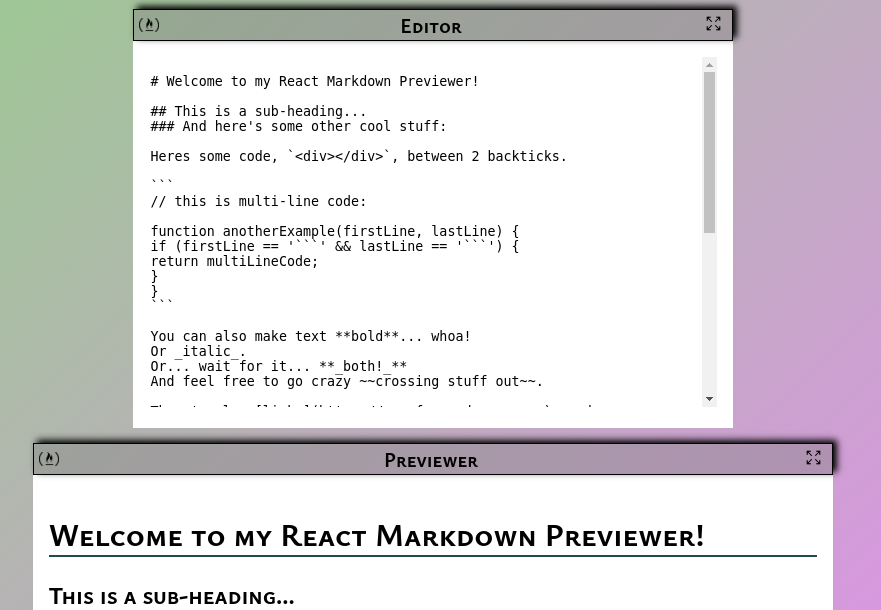 Editor
# Welcome to my React Markdown Previewer!
## This is a sub-heading...
### And here's some other cool stuff:
Heres some code, `<div></div>`, between 2 backticks.
```
// this is multi-line code:
function anotherExample(firstLine, lastLine) {
if (firstLine == '```' && lastLine == '```') {
return multiLineCode;
}
}
```
You can also make text **bold**... whoa!
Or _italic_.
Or... wait for it... **_both!_**
And feel free to go crazy ~~crossing stuff out~~.
Previewer
Welcome to my React Markdown Previewer!
This is a sub-heading...